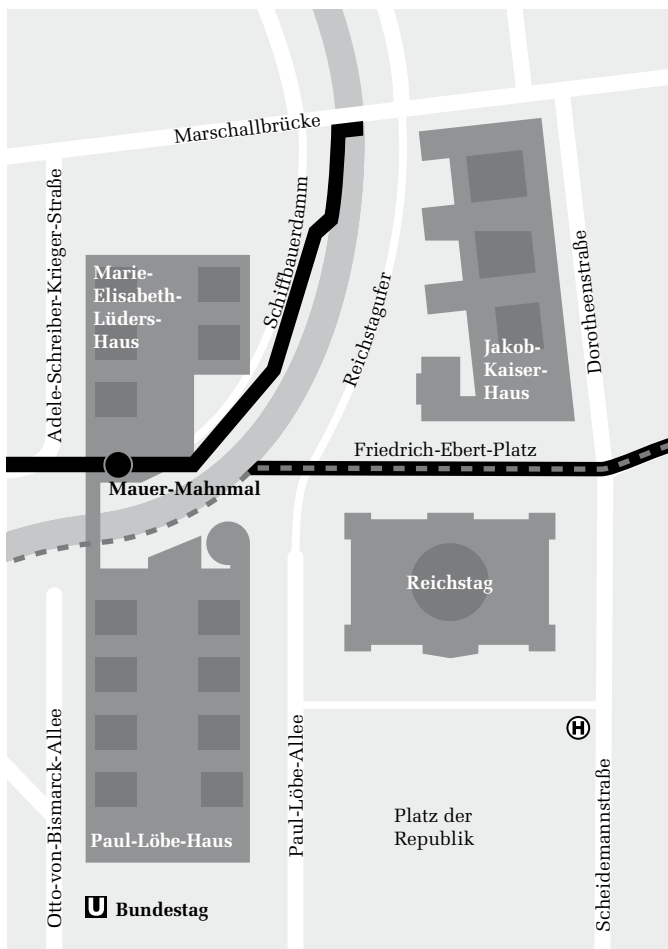 Marschallbrücke
Adele-Schreiber-Krieger-Straße
Schiffbauerdamm
Reichstagufer
Dorotheenstraße
Marie-
Elisabeth-
Lüders-
Haus
Jakob-
Kaiser-
Haus
Friedrich-Ebert-Platz
Mauer-Mahnmal
Reichstag
H
Otto-von-Bismarck-Allee
Paul-Löbe-Allee
Scheidemannstraße
Platz der
Republik
Paul-Löbe-Haus
U Bundestag